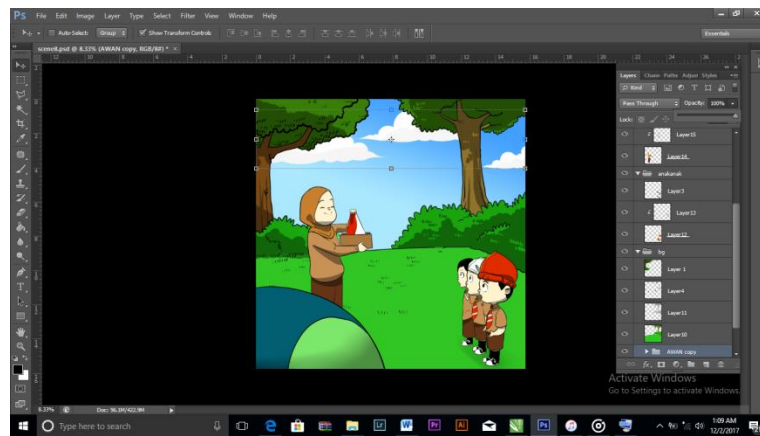 Ps File Edit Image Layer Type Select Filter View Window Help
Auto-Select: Group Show Transform Controls Essentials
scene8.psd @ 8.33% (AWAN copy, RGB/8#) * ×
Layers Chann Paths Adjust Styles
Kind
Pass Through Opacity: 100%
Lock:
Layer15
Layer14
anakanak
Layer3
Layer13
Layer12
bg
Layer 1
Layer4
Layer11
Layer10
AWAN copy
Activate Windows
Go to Settings to activate Windows.
8.33% Doc: 96.1M/422.9M
Type here to search
1:09 AM
12/2/2017